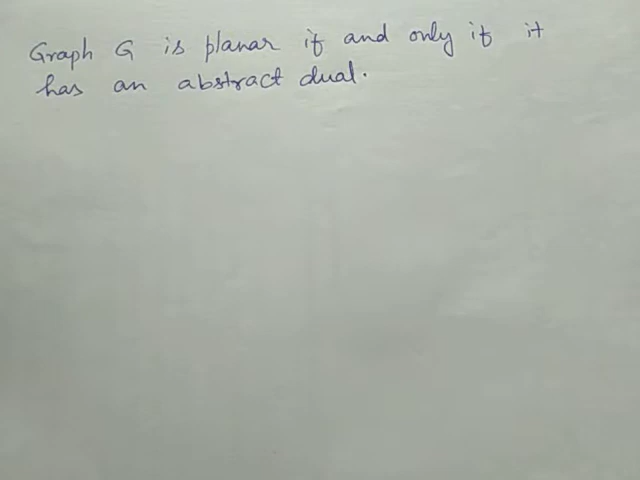 Graph G is planar if and only if it
has an abstract dual.